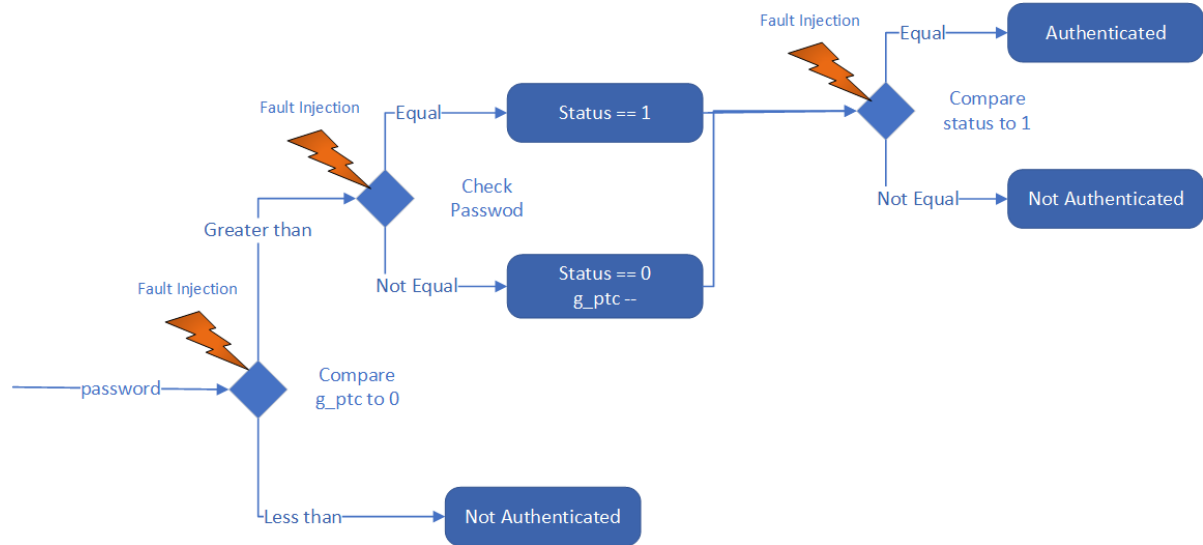 Fault Injection
Equal
Authenticated
Compare
status to 1
Fault Injection
Equal
Status == 1
Check
Passwod
Not Equal
Not Authenticated
Greater than
Fault Injection
Not Equal
Status == 0
g_ptc --
password
Compare
g_ptc to 0
Less than
Not Authenticated